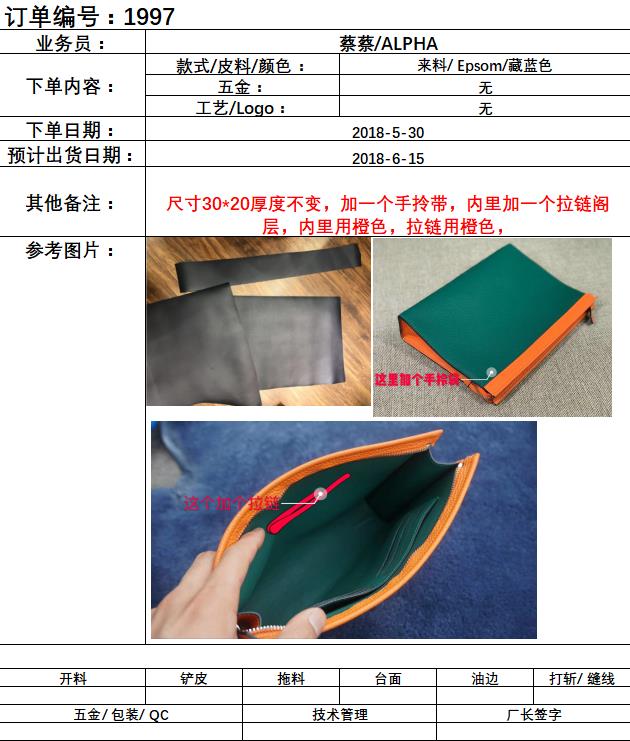 订单编号：1997
业务员： 蔡蔡/ALPHA
下单内容： 款式/皮料/颜色 ： 来料/ Epsom/藏蓝色
五金： 无
工艺/Logo： 无
下单日期： 2018-5-30
预计出货日期： 2018-6-15
其他备注： 尺寸30*20厚度不变，加一个手拎带，内里加一个拉链阁
层，内里用橙色，拉链用橙色，
参考图片：
这里加个手拎袋
这个加个拉链
开料 铲皮 拖料 台面 油边 打斩/ 缝线
五金/ 包装/ QC 技术管理 厂长签字